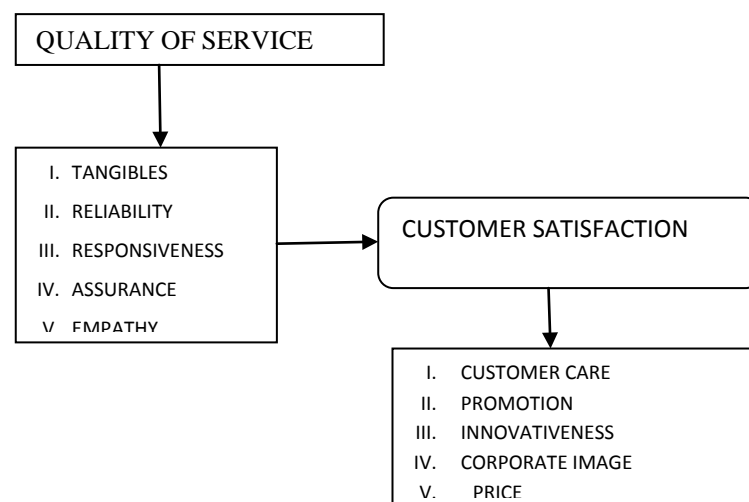 QUALITY OF SERVICE
I. TANGIBLES
II. RELIABILITY
III. RESPONSIVENESS
IV. ASSURANCE
V. EMPATHY
CUSTOMER SATISFACTION
I. CUSTOMER CARE
II. PROMOTION
III. INNOVATIVENESS
IV. CORPORATE IMAGE
V. PRICE